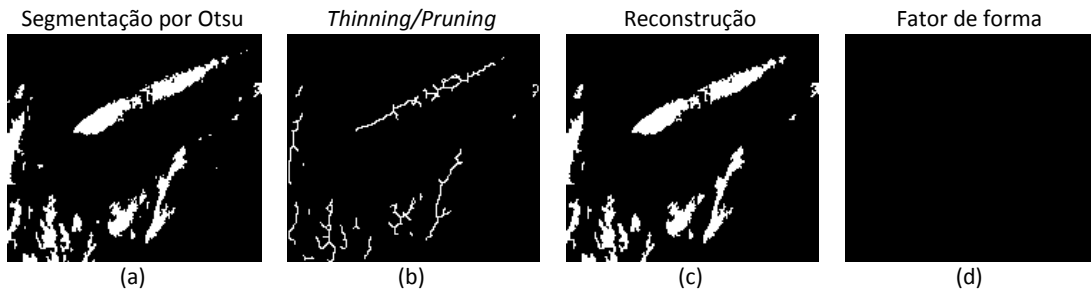 Segmentação por Otsu Thinning/Pruning Reconstrução Fator de forma
(a) (b) (c) (d)